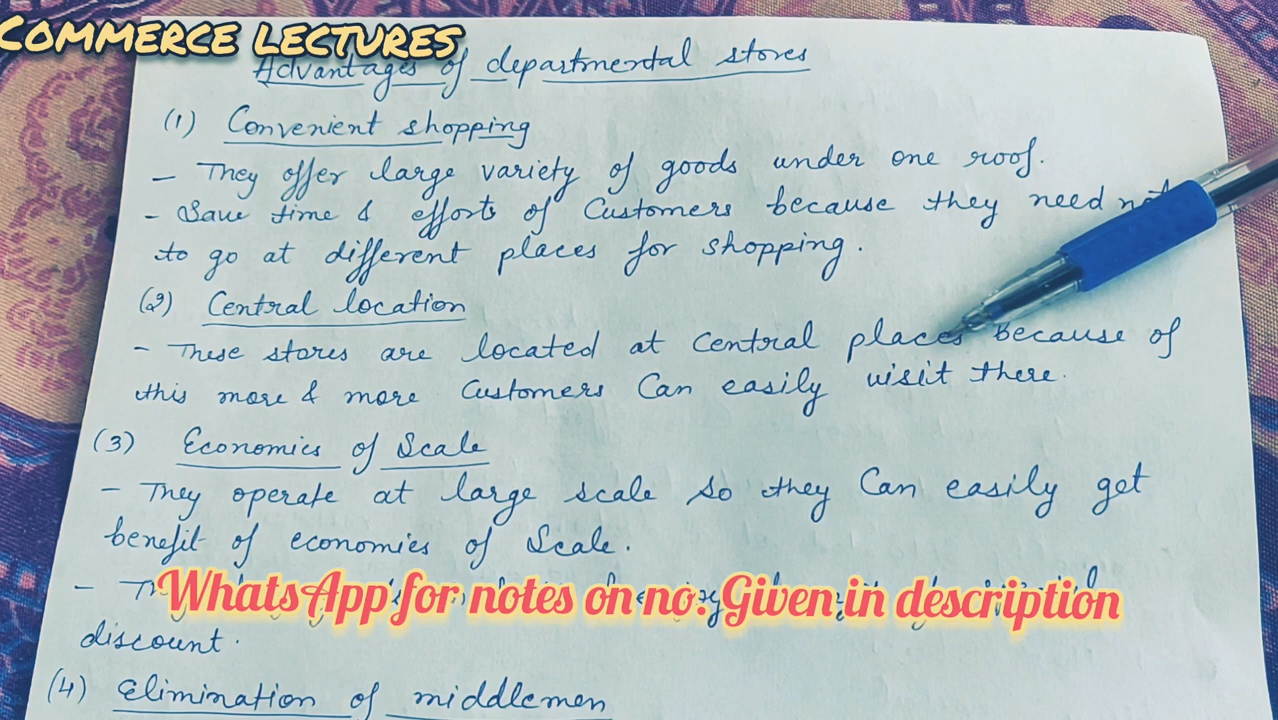 COMMERCE LECTURES
Advantages of departmental stores
(1) Convenient shopping
- They offer large variety of goods under one roof.
- Save time & efforts of Customers because they need not
to go at different places for shopping.
(2) Central location
- These stores are located at Central places because of
this more & more Customers Can easily visit there.
(3) Economics of Scale
- They operate at large scale so they Can easily get
benefit of economies of Scale.
WhatsApp for notes on no. Given in description
discount.
(4) Elimination of middlemen